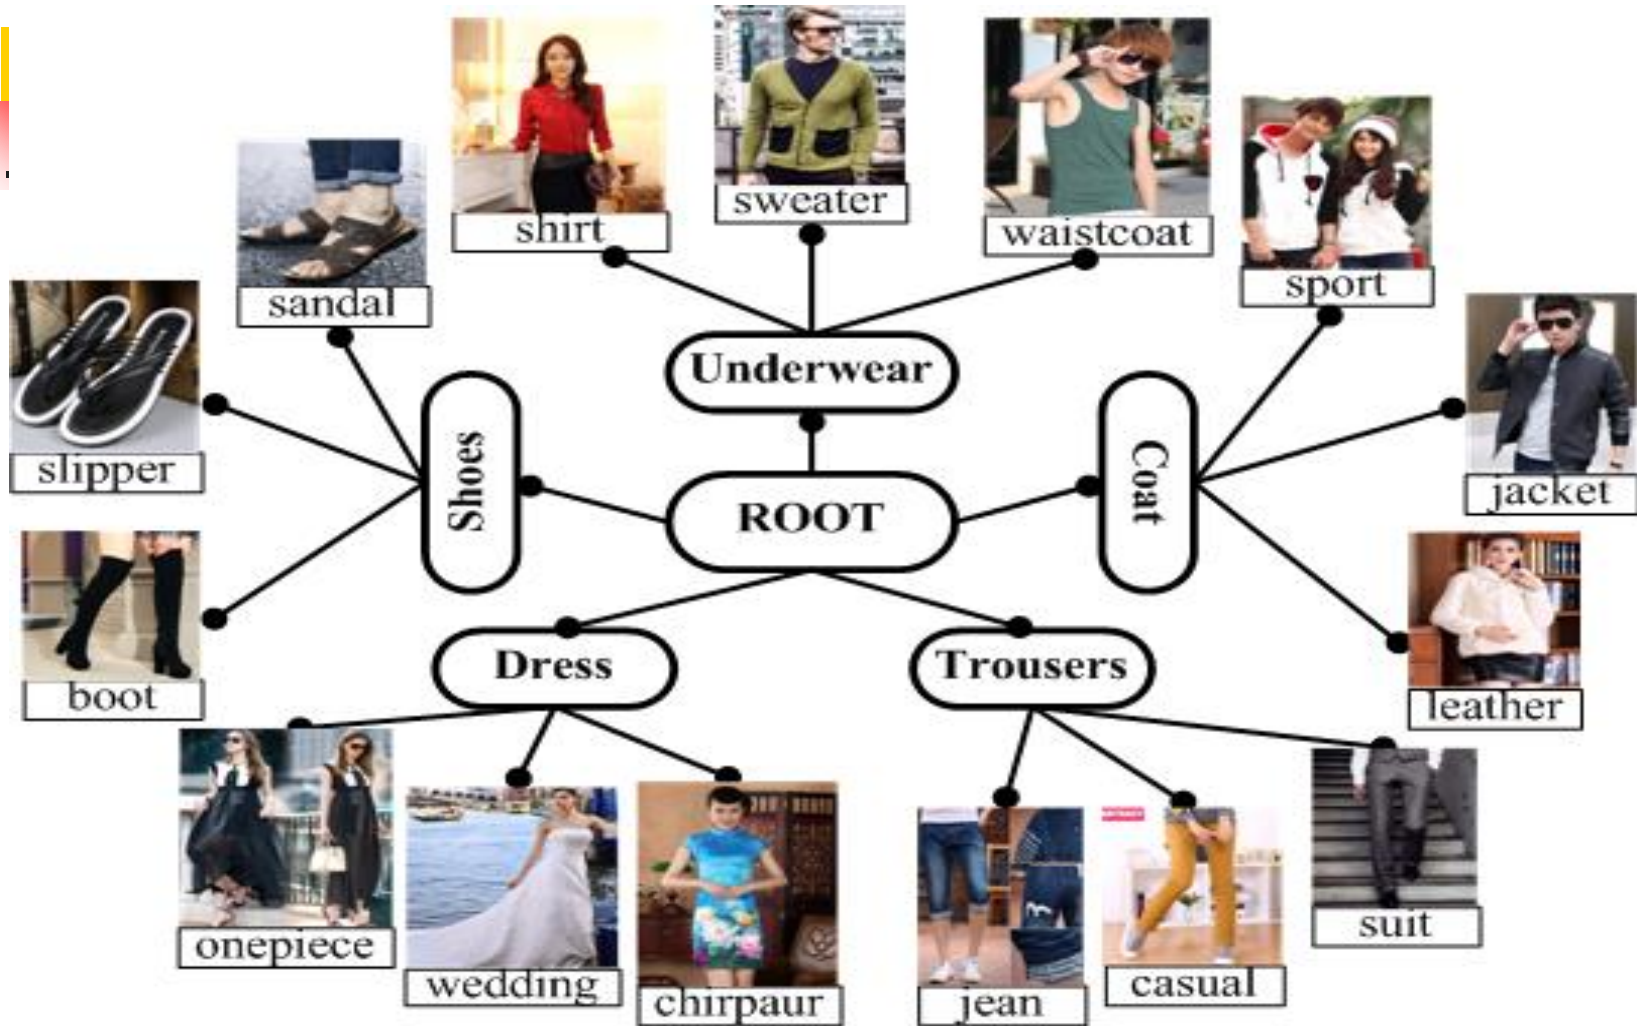 shirt
sweater
waistcoat
sandal
sport
slipper
jacket
boot
leather
Underwear
Shoes
Coat
ROOT
Dress
Trousers
onepiece
wedding
chirpaur
jean
casual
suit